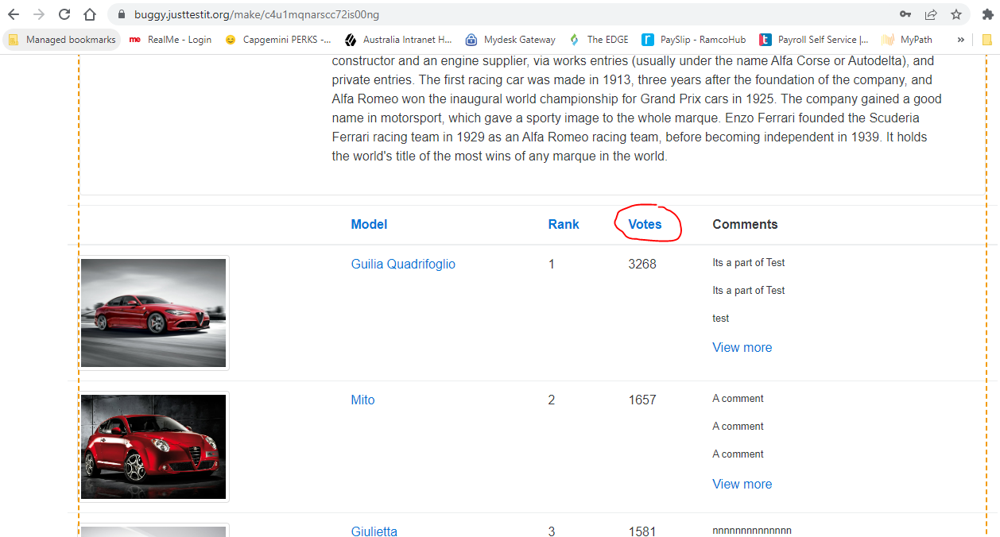 buggy.justtestit.org/make/c4u1mqnarscc72is00ng
Managed bookmarks me RealMe - Login Capgemini PERKS -... Australia Intranet H... Mydesk Gateway The EDGE PaySlip - RamcoHub Payroll Self Service |... MyPath »
constructor and an engine supplier, via works entries (usually under the name Alfa Corse or Autodelta), and
private entries. The first racing car was made in 1913, three years after the foundation of the company, and
Alfa Romeo won the inaugural world championship for Grand Prix cars in 1925. The company gained a good
name in motorsport, which gave a sporty image to the whole marque. Enzo Ferrari founded the Scuderia
Ferrari racing team in 1929 as an Alfa Romeo racing team, before becoming independent in 1939. It holds
the world's title of the most wins of any marque in the world.
Model Rank Votes Comments
Guilia Quadrifoglio 1 3268 Its a part of Test
Its a part of Test
test
View more
Mito 2 1657 A comment
A comment
A comment
View more
Giulietta 3 1581 nnnnnnnnnnnnnn